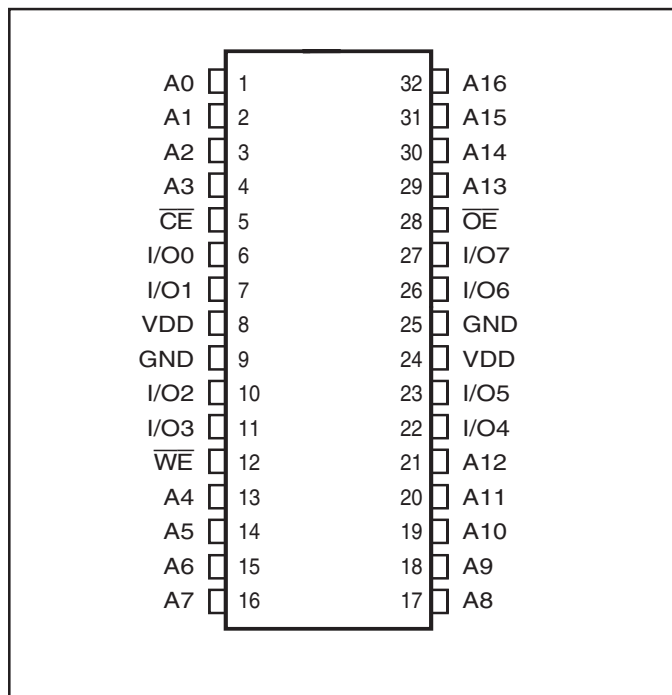 A0 1 32 A16
A1 2 31 A15
A2 3 30 A14
A3 4 29 A13
C̅E̅ 5 28 O̅E̅
I/O0 6 27 I/O7
I/O1 7 26 I/O6
VDD 8 25 GND
GND 9 24 VDD
I/O2 10 23 I/O5
I/O3 11 22 I/O4
W̅E̅ 12 21 A12
A4 13 20 A11
A5 14 19 A10
A6 15 18 A9
A7 16 17 A8